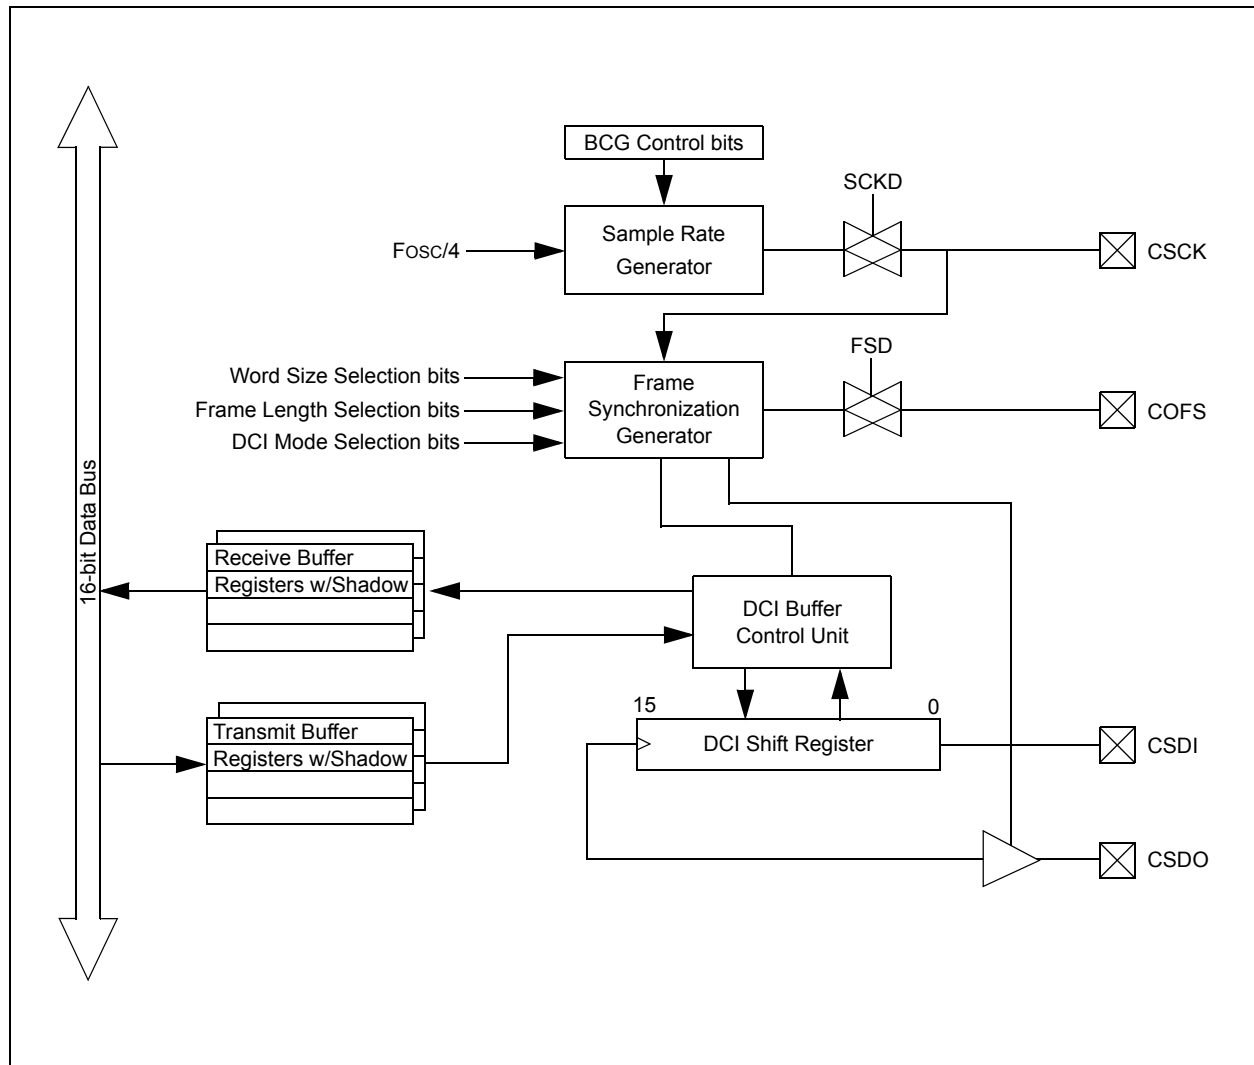 BCG Control bits
SCKD
Sample Rate
Generator
FOSC/4
CSCK
FSD
Word Size Selection bits
Frame Length Selection bits
DCI Mode Selection bits
Frame
Synchronization
Generator
COFS
16-bit Data Bus
Receive Buffer
Registers w/Shadow
DCI Buffer
Control Unit
15
0
Transmit Buffer
Registers w/Shadow
DCI Shift Register
CSDI
CSDO